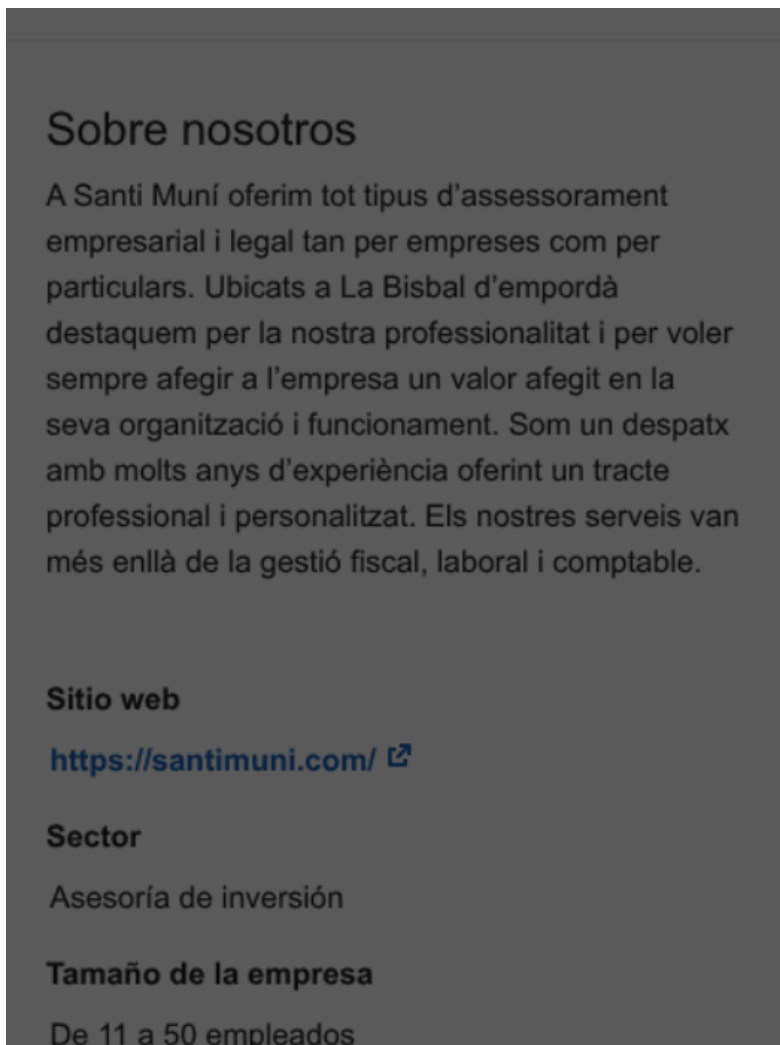 Sobre nosotros
A Santi Muní oferim tot tipus d’assessorament
empresarial i legal tan per empreses com per
particulars. Ubicats a La Bisbal d’empordà
destaquem per la nostra professionalitat i per voler
sempre afegir a l’empresa un valor afegit en la
seva organització i funcionament. Som un despatx
amb molts anys d’experiència oferint un tracte
professional i personalitzat. Els nostres serveis van
més enllà de la gestió fiscal, laboral i comptable.
Sitio web
https://santimuni.com/
Sector
Asesoría de inversión
Tamaño de la empresa
De 11 a 50 empleados